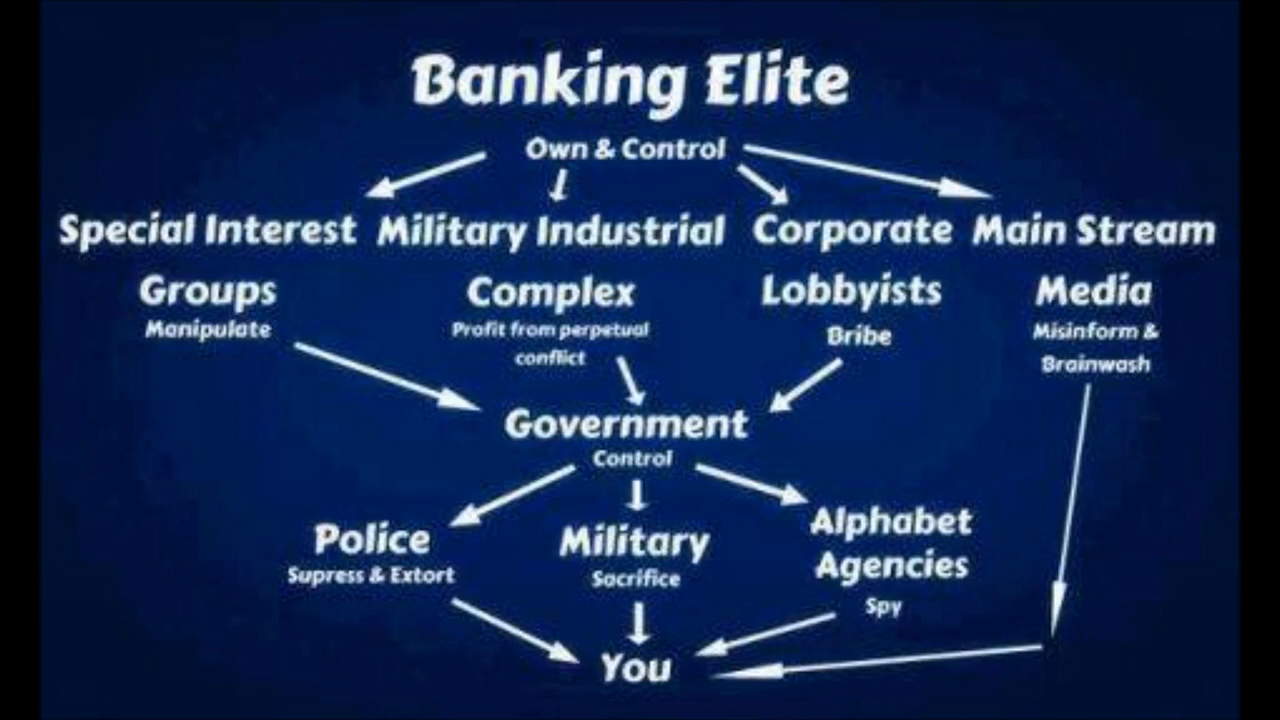 Banking Elite
Own & Control
Special Interest Military Industrial Corporate Main Stream
Groups Complex Lobbyists Media
Manipulate Profit from perpetual Bribe Misinform &
conflict Brainwash
Government
Control
Police Military Alphabet
Agencies
Supress & Extort Sacrifice Spy
You